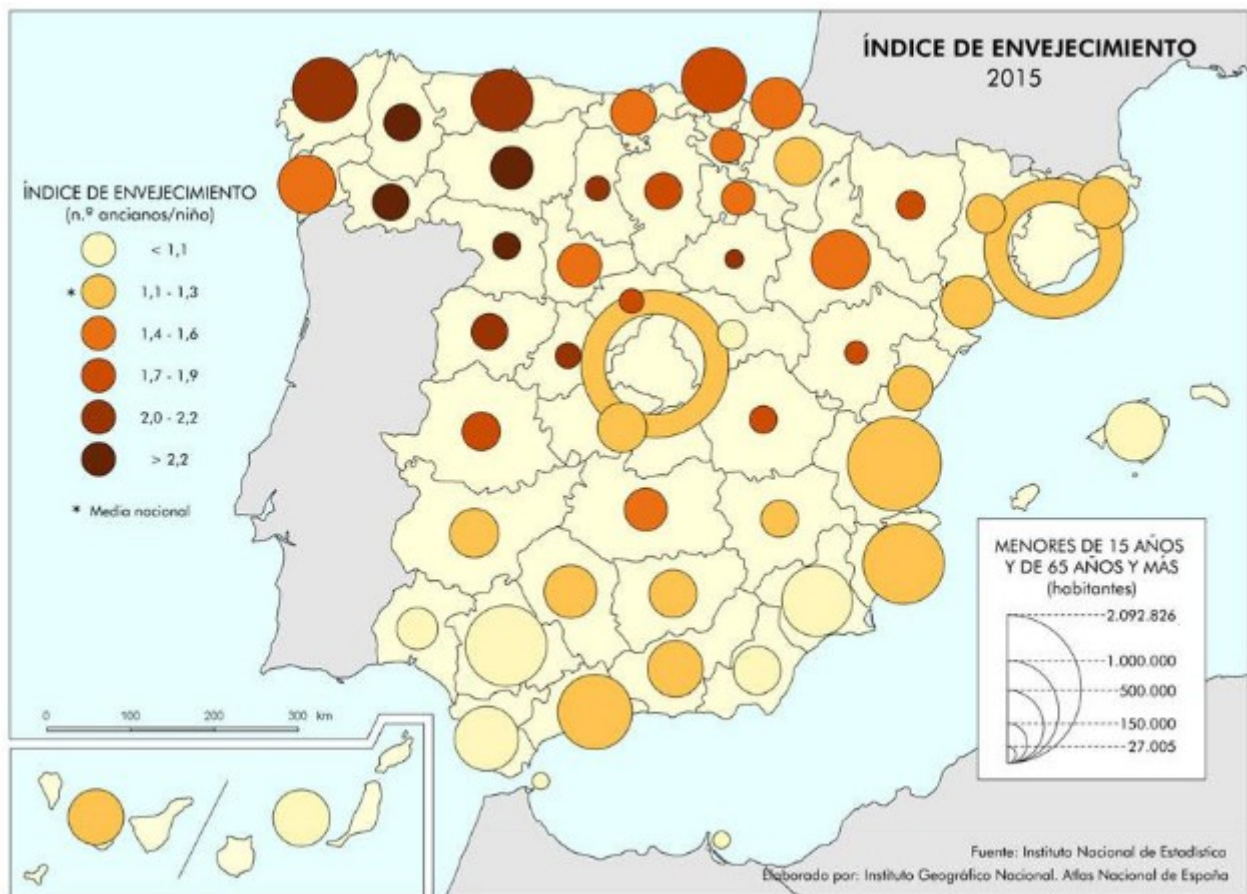 ÍNDICE DE ENVEJECIMIENTO
2015
ÍNDICE DE ENVEJECIMIENTO
(n.º ancianos/niño)
< 1,1
* 1,1 - 1,3
1,4 - 1,6
1,7 - 1,9
2,0 - 2,2
> 2,2
* Media nacional
MENORES DE 15 AÑOS
Y DE 65 AÑOS Y MÁS
(habitantes)
2.092.826
1.000.000
500.000
150.000
27.005
0 100 200 300 km
Fuente: Instituto Nacional de Estadística
Elaborado por: Instituto Geográfico Nacional. Atlas Nacional de España